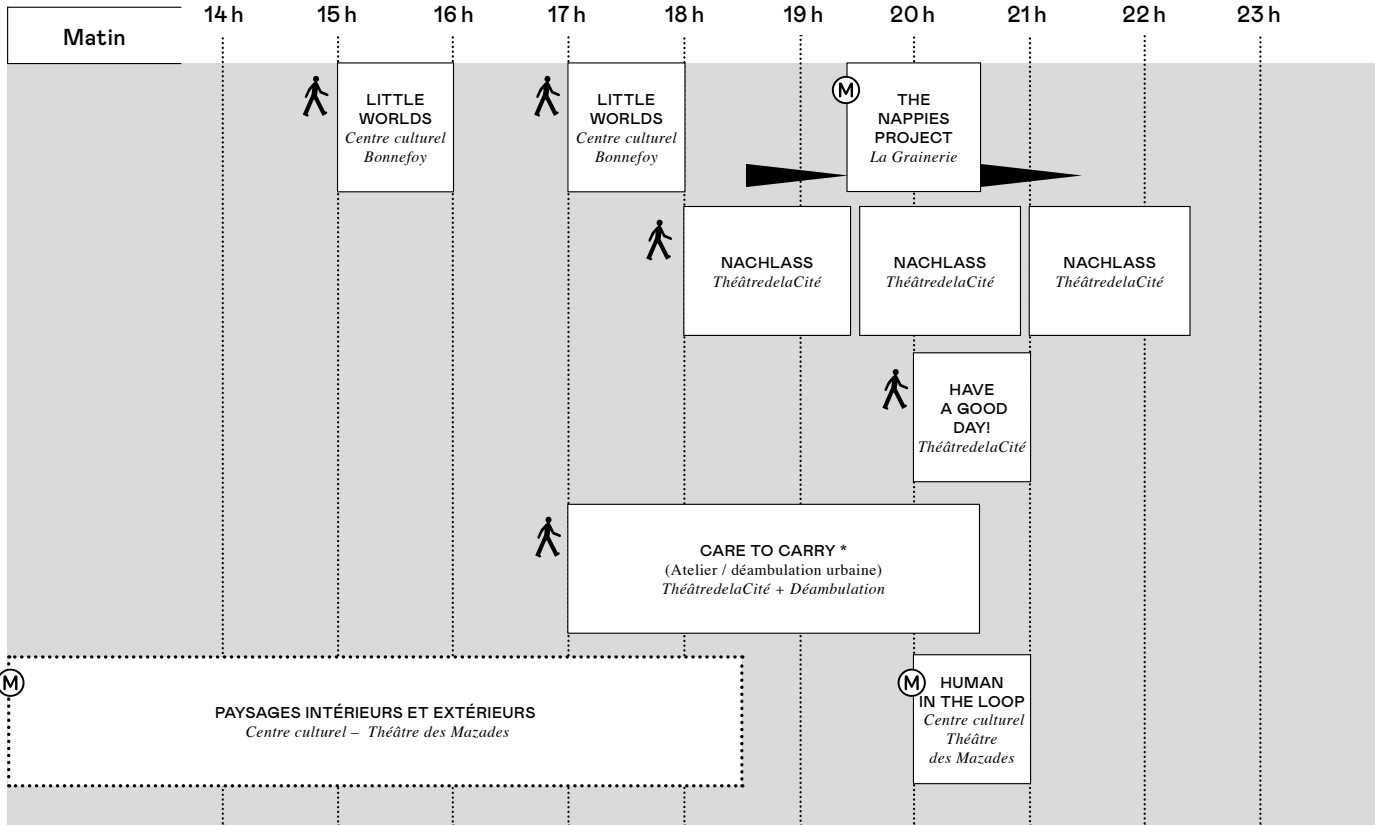 Matin
14 h
15 h
16 h
17 h
18 h
19 h
20 h
21 h
22 h
23 h
LITTLE
WORLDS
Centre culturel
Bonnefoy
LITTLE
WORLDS
Centre culturel
Bonnefoy
M
THE
NAPPIES
PROJECT
La Grainerie
NACHLASS
ThéâtredelaCité
NACHLASS
ThéâtredelaCité
NACHLASS
ThéâtredelaCité
HAVE
A GOOD
DAY!
ThéâtredelaCité
CARE TO CARRY *
(Atelier / déambulation urbaine)
ThéâtredelaCité + Déambulation
M
PAYSAGES INTÉRIEURS ET EXTÉRIEURS
Centre culturel – Théâtre des Mazades
M
HUMAN
IN THE LOOP
Centre culturel
Théâtre
des Mazades